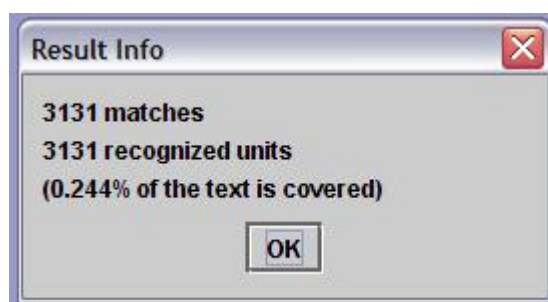 Result Info
3131 matches
3131 recognized units
(0.244% of the text is covered)
OK